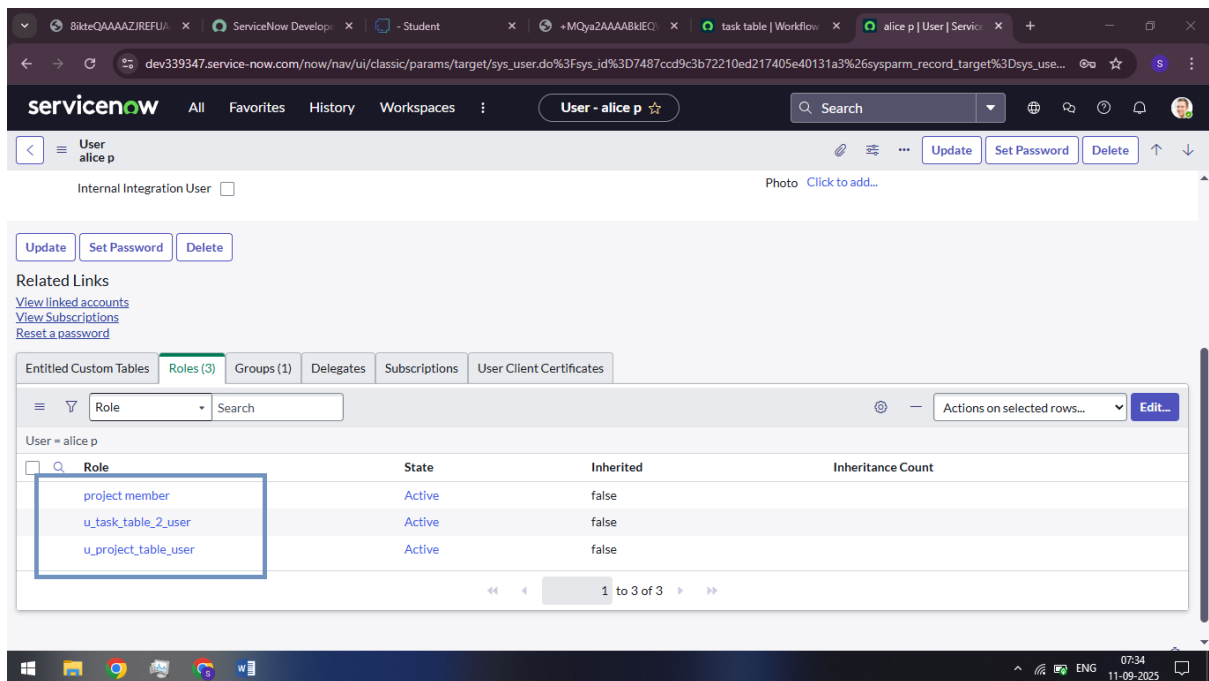 8ikteQAAAAZJREFUA
ServiceNow Develop
- Student
+MQya2AAAABklEQV
task table | Workflow
alice p | User | Service
dev339347.service-now.com/now/nav/ui/classic/params/target/sys_user.do%3Fsys_id%3D7487ccd9c3b72210ed217405e40131a3%26sysparm_record_target%3Dsys_use...
S
servicenow
All
Favorites
History
Workspaces
User - alice p
Search
User
alice p
Update
Set Password
Delete
Internal Integration User
Photo
Click to add...
Update
Set Password
Delete
Related Links
View linked accounts
View Subscriptions
Reset a password
Entitled Custom Tables
Roles (3)
Groups (1)
Delegates
Subscriptions
User Client Certificates
Role
Search
Actions on selected rows...
Edit...
User = alice p
Role State Inherited Inheritance Count
project member Active false
u_task_table_2_user Active false
u_project_table_user Active false
1 to 3 of 3
ENG
07:34
11-09-2025